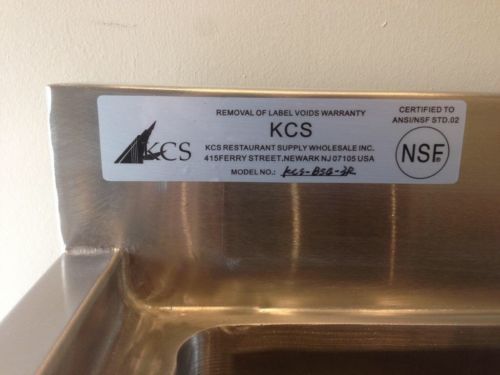 REMOVAL OF LABEL VOIDS WARRANTY
KCS
KCS
KCS RESTAURANT SUPPLY WHOLESALE INC.
415FERRY STREET, NEWARK NJ 07105 USA
MODEL NO.:
CERTIFIED TO
ANSI/NSF STD.02
NSF